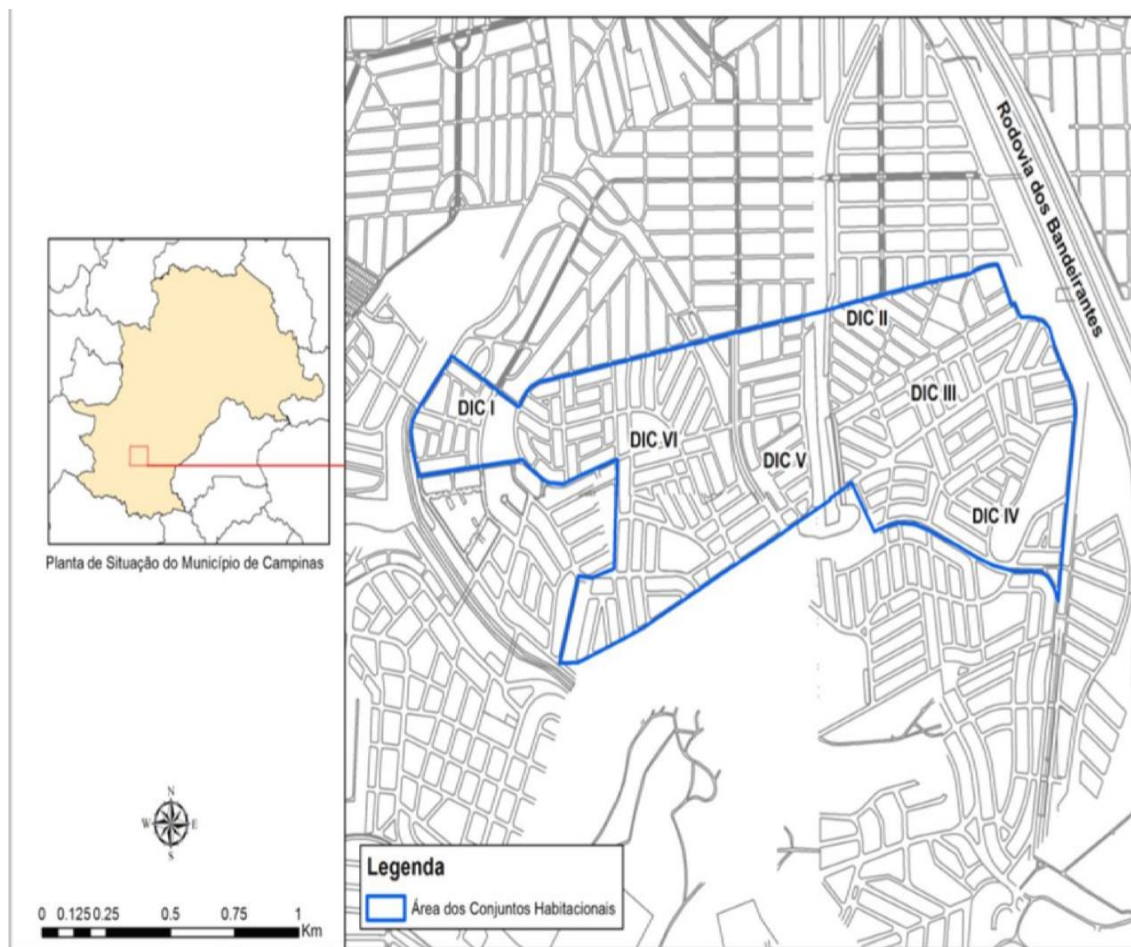 Rodovia dos Bandeirantes
DIC II
DIC I
DIC III
DIC VI
DIC V
DIC IV
Planta de Situação do Município de Campinas
N
W E
S
0 0.125 0.25 0.5 0.75 1
Km
Legenda
Área dos Conjuntos Habitacionais